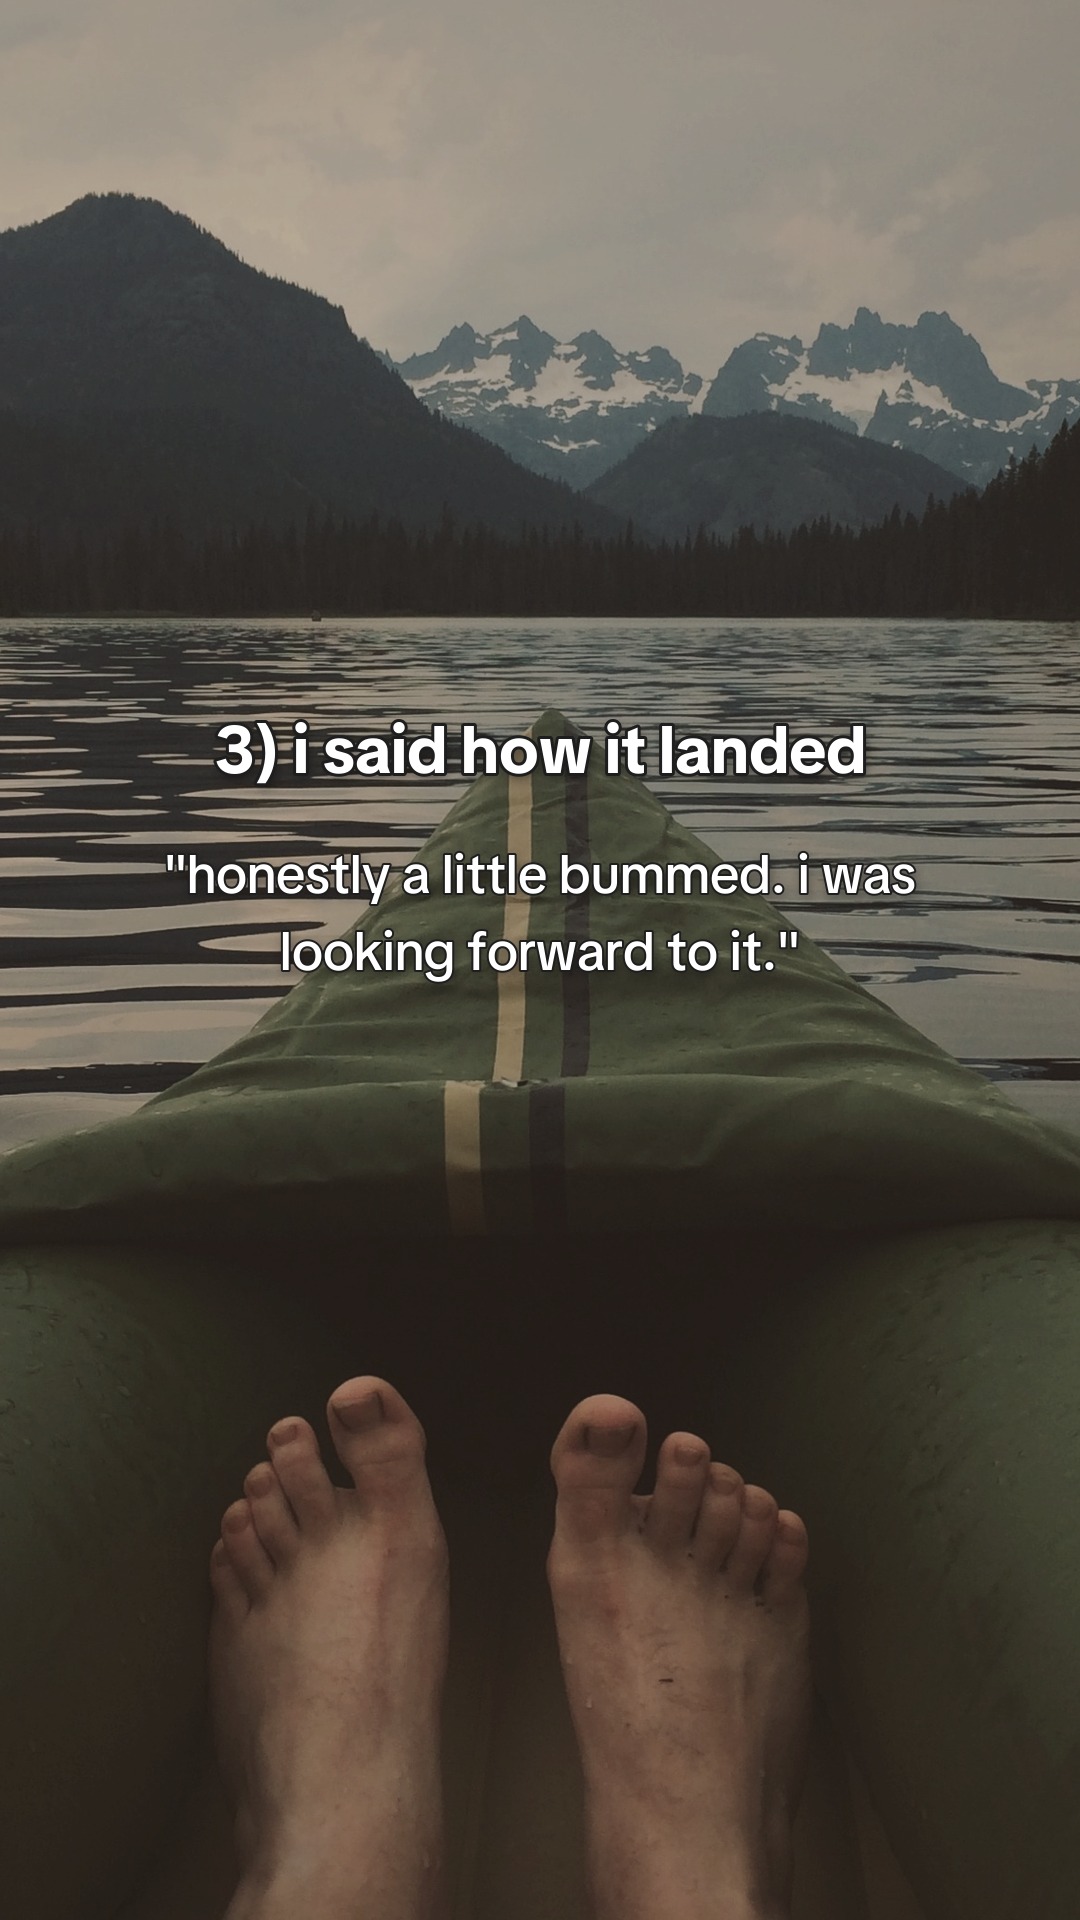 3) i said how it landed
"honestly a little bummed. i was
looking forward to it."